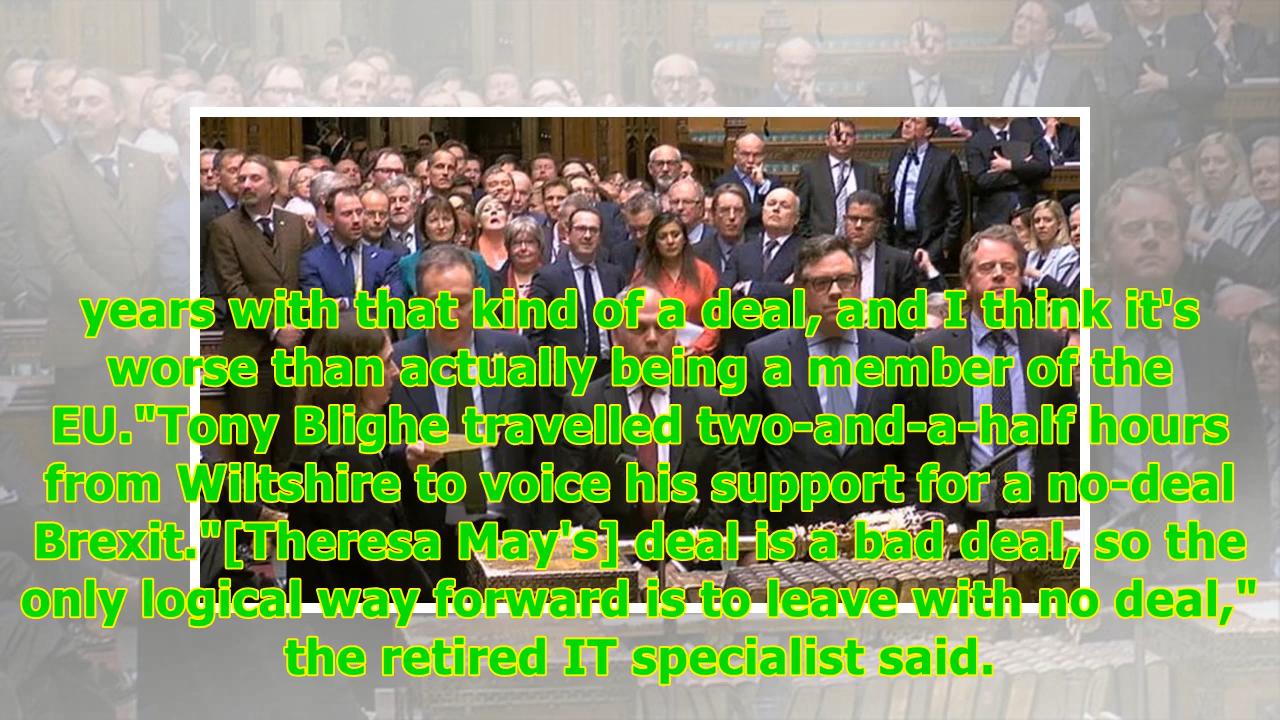 years with that kind of a deal, and I think it's
worse than actually being a member of the
EU."Tony Blighe travelled two-and-a-half hours
from Wiltshire to voice his support for a no-deal
Brexit."[Theresa May's] deal is a bad deal, so the
only logical way forward is to leave with no deal,"
the retired IT specialist said.